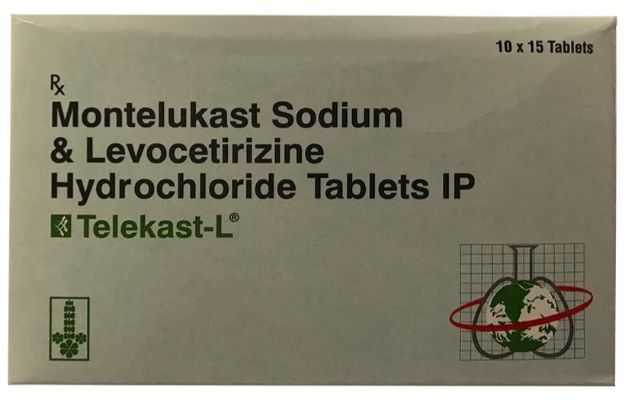 10 x 15 Tablets
Rx
Montelukast Sodium
& Levocetirizine
Hydrochloride Tablets IP
Telekast-L®